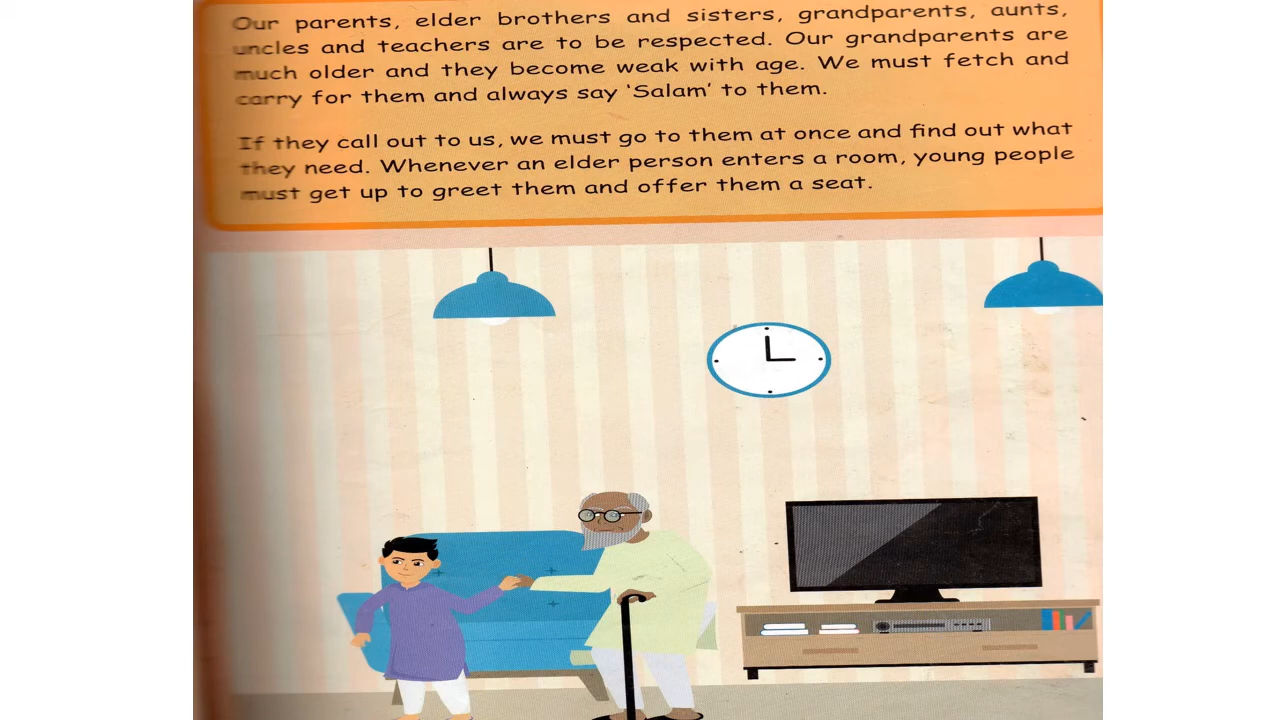 Our parents, elder brothers and sisters, grandparents, aunts,
uncles and teachers are to be respected. Our grandparents are
much older and they become weak with age. We must fetch and
carry for them and always say ‘Salam’ to them.
If they call out to us, we must go to them at once and find out what
they need. Whenever an elder person enters a room, young people
must get up to greet them and offer them a seat.